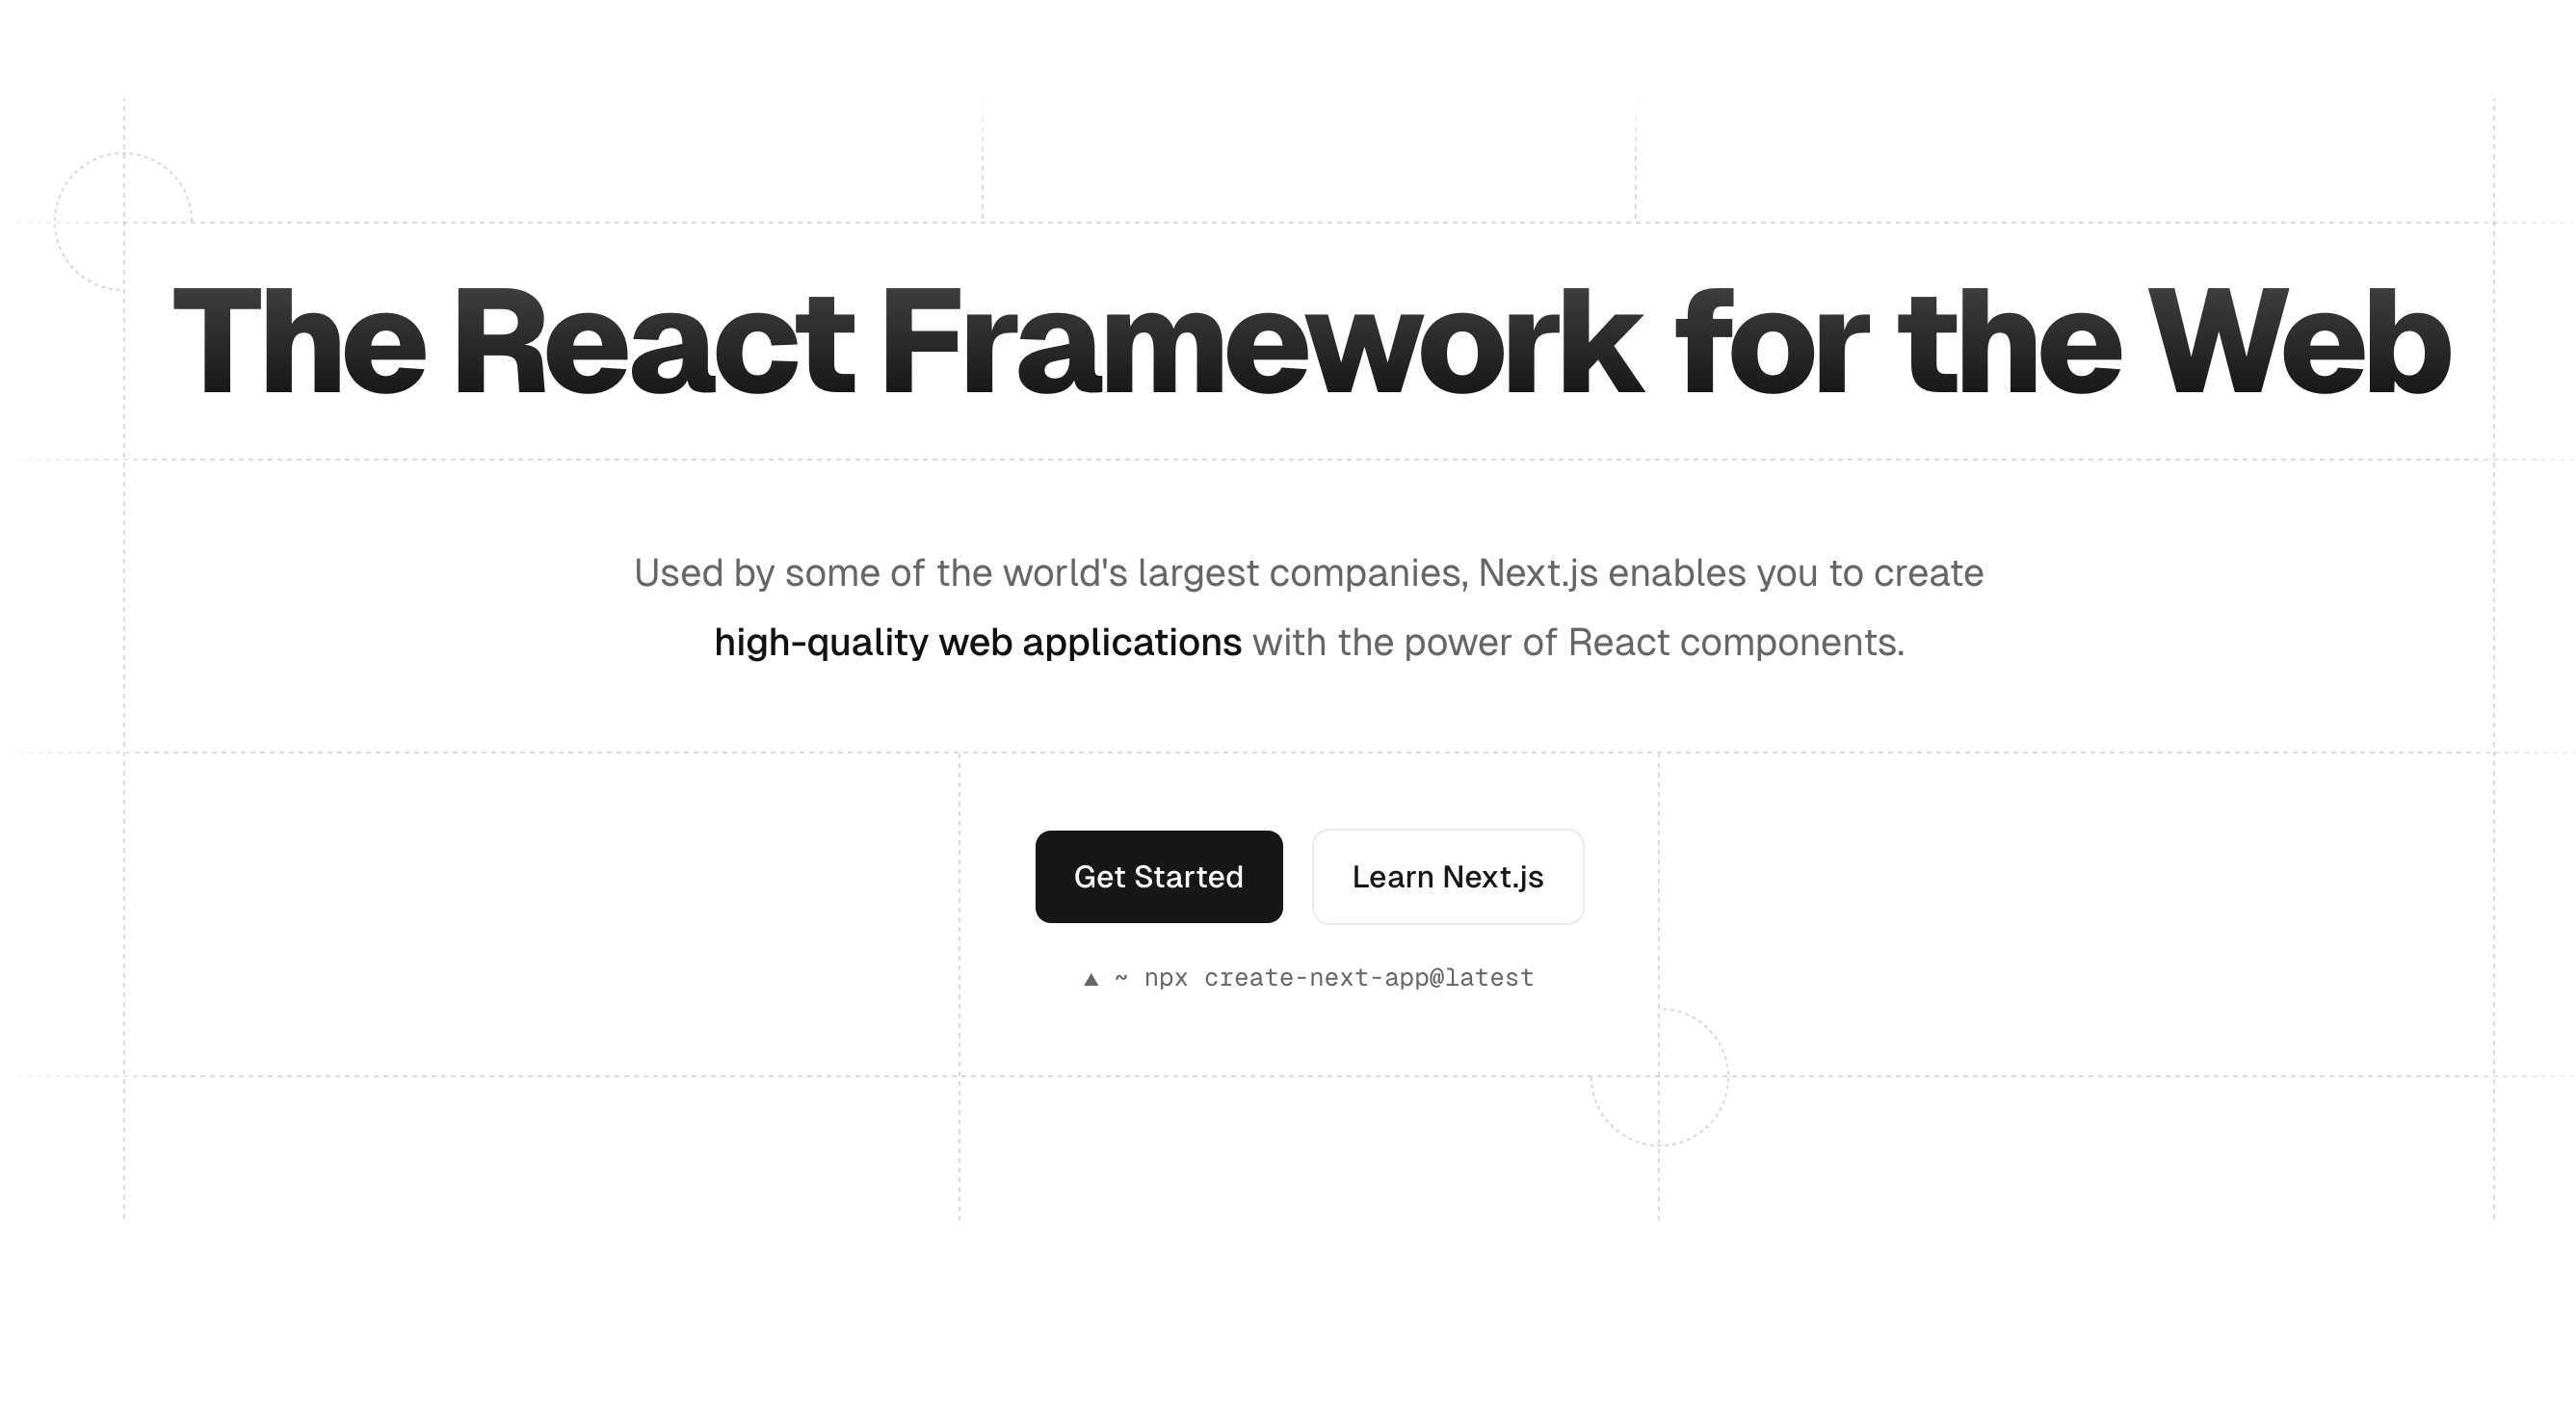 The React Framework for the Web
Used by some of the world's largest companies, Next.js enables you to create
high-quality web applications with the power of React components.
Get Started
Learn Next.js
▲ ~ npx create-next-app@latest